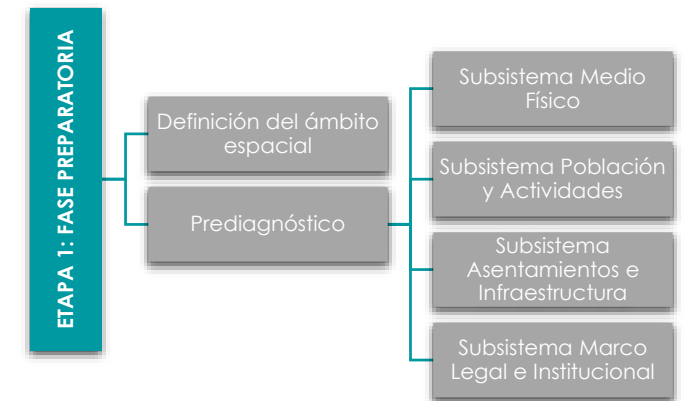 ETAPA 1: FASE PREPARATORIA
Definición del ámbito
espacial
Prediagnóstico
Subsistema Medio
Físico
Subsistema Población
y Actividades
Subsistema
Asentamientos e
Infraestructura
Subsistema Marco
Legal e Institucional